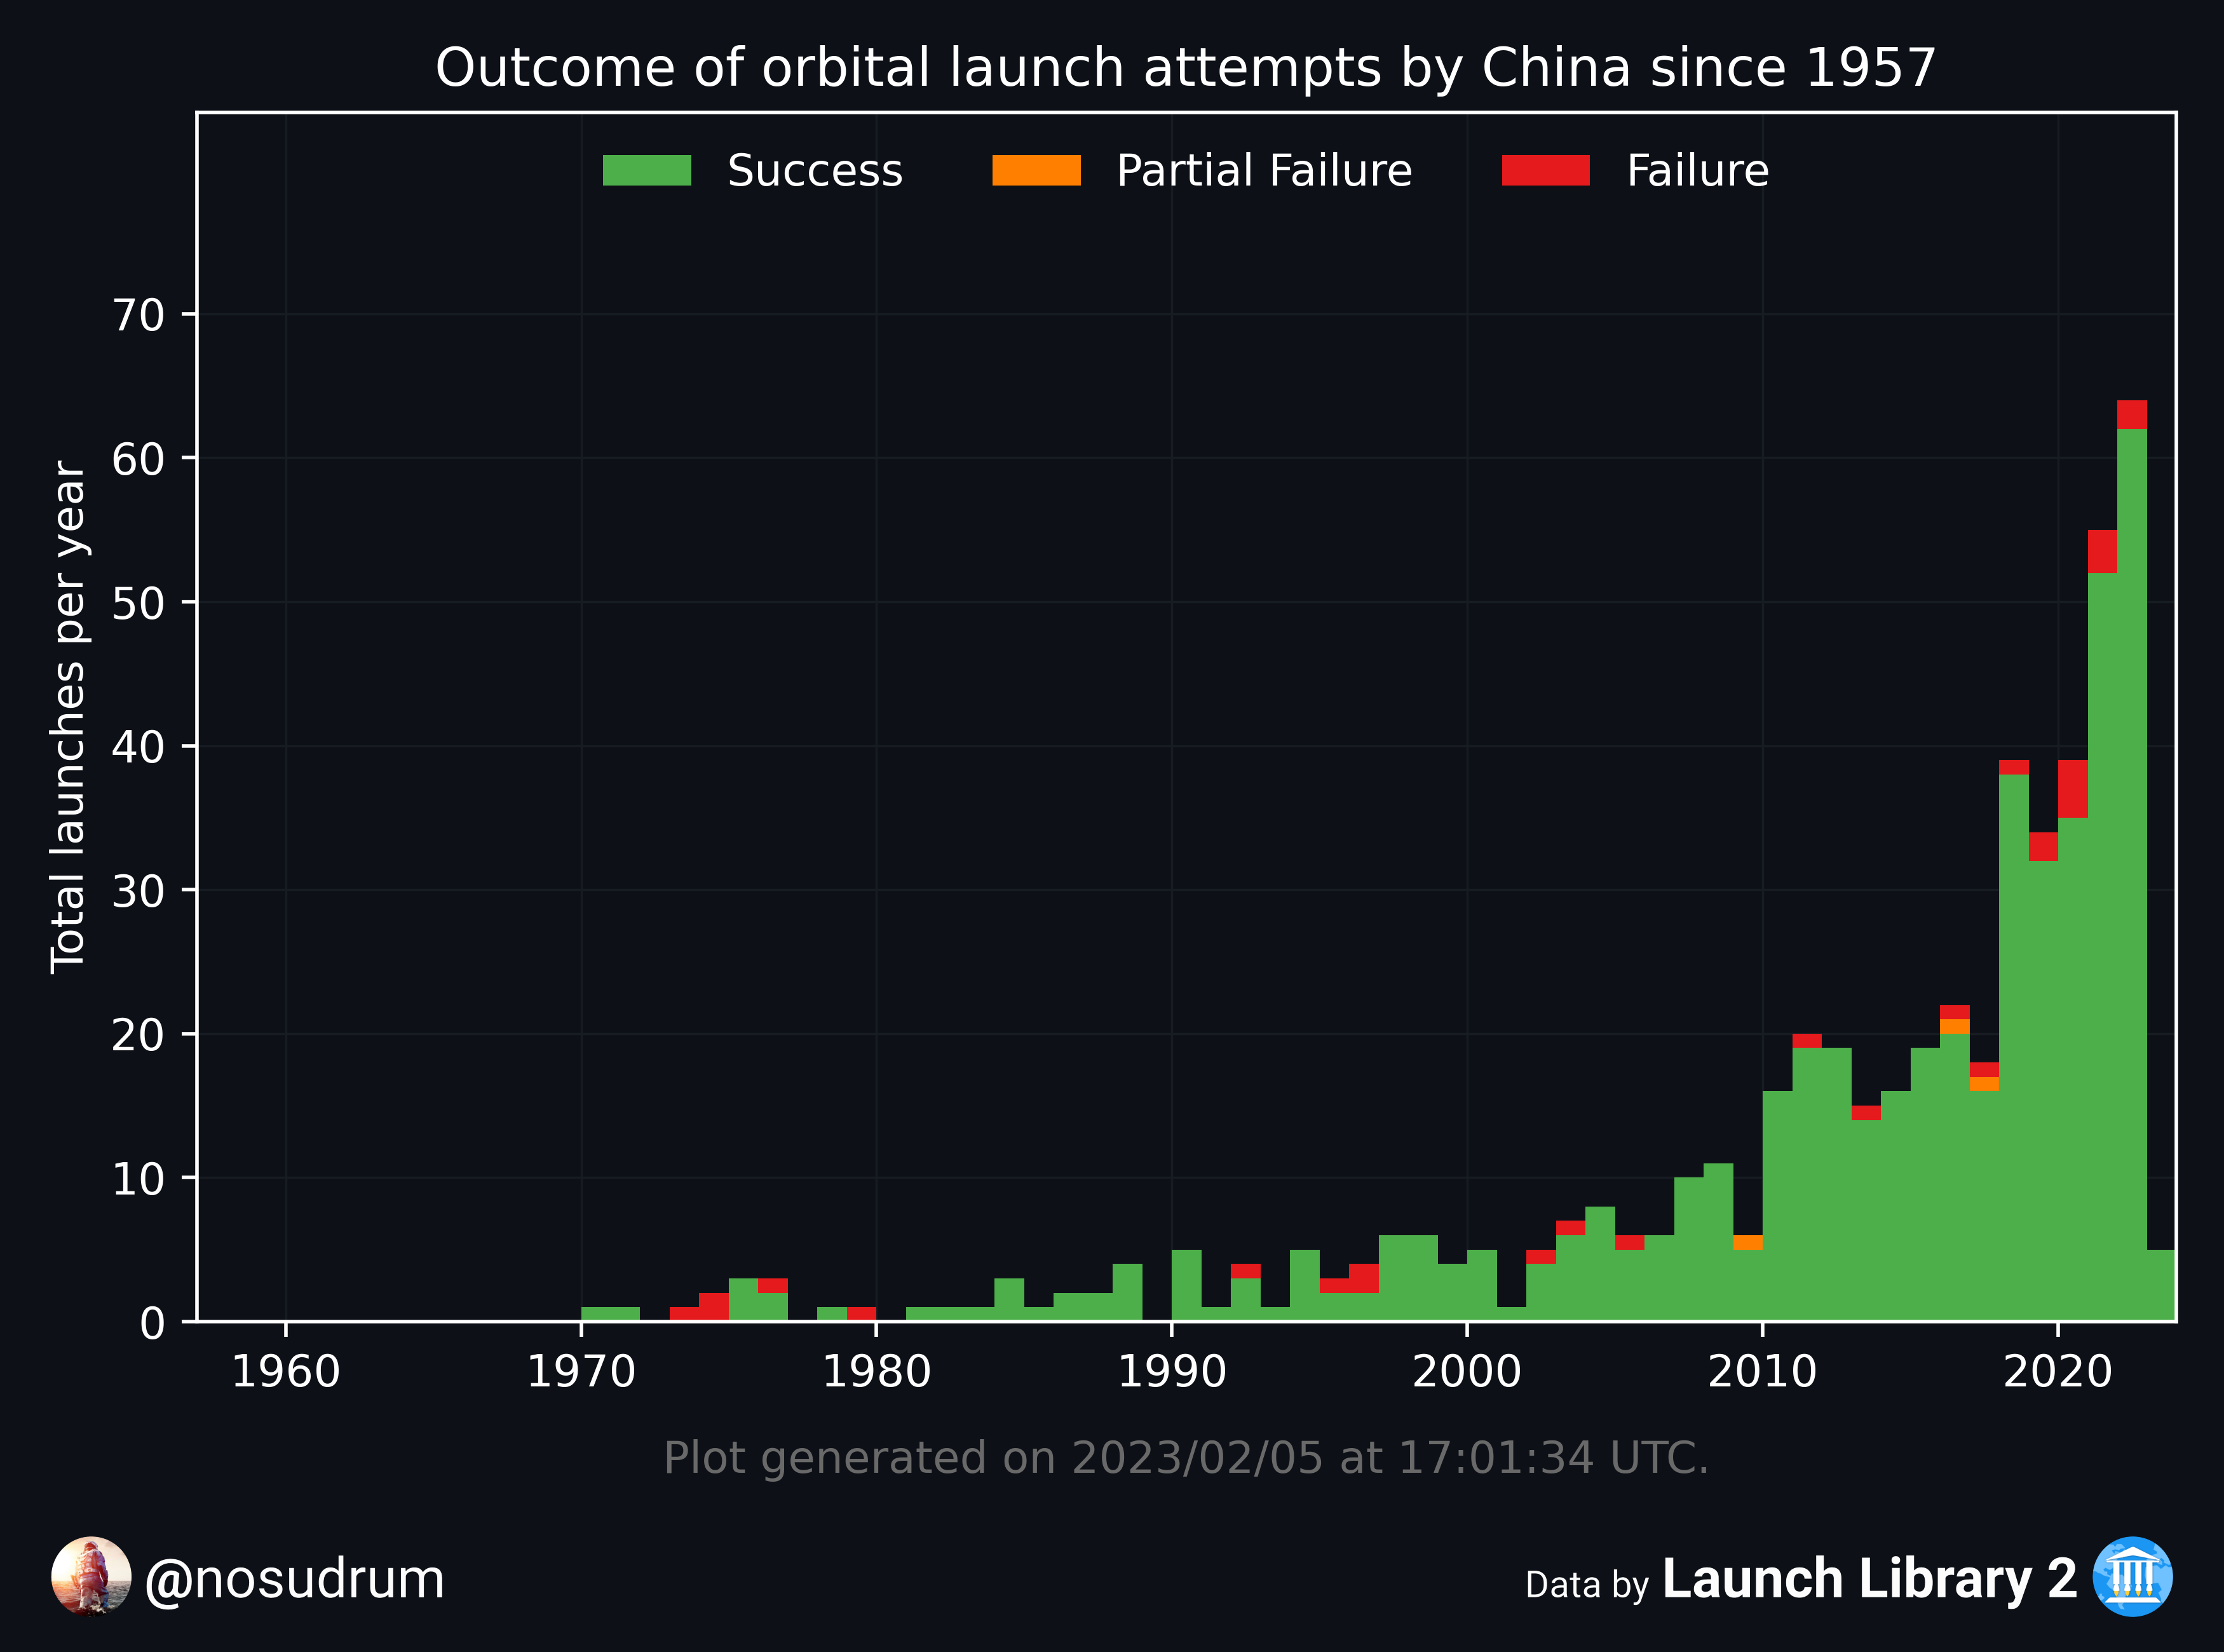 Outcome of orbital launch attempts by China since 1957
Success Partial Failure Failure
Total launches per year
70
60
50
40
30
20
10
0
1960 1970 1980 1990 2000 2010 2020
Plot generated on 2023/02/05 at 17:01:34 UTC.
@nosudrum
Data by Launch Library 2